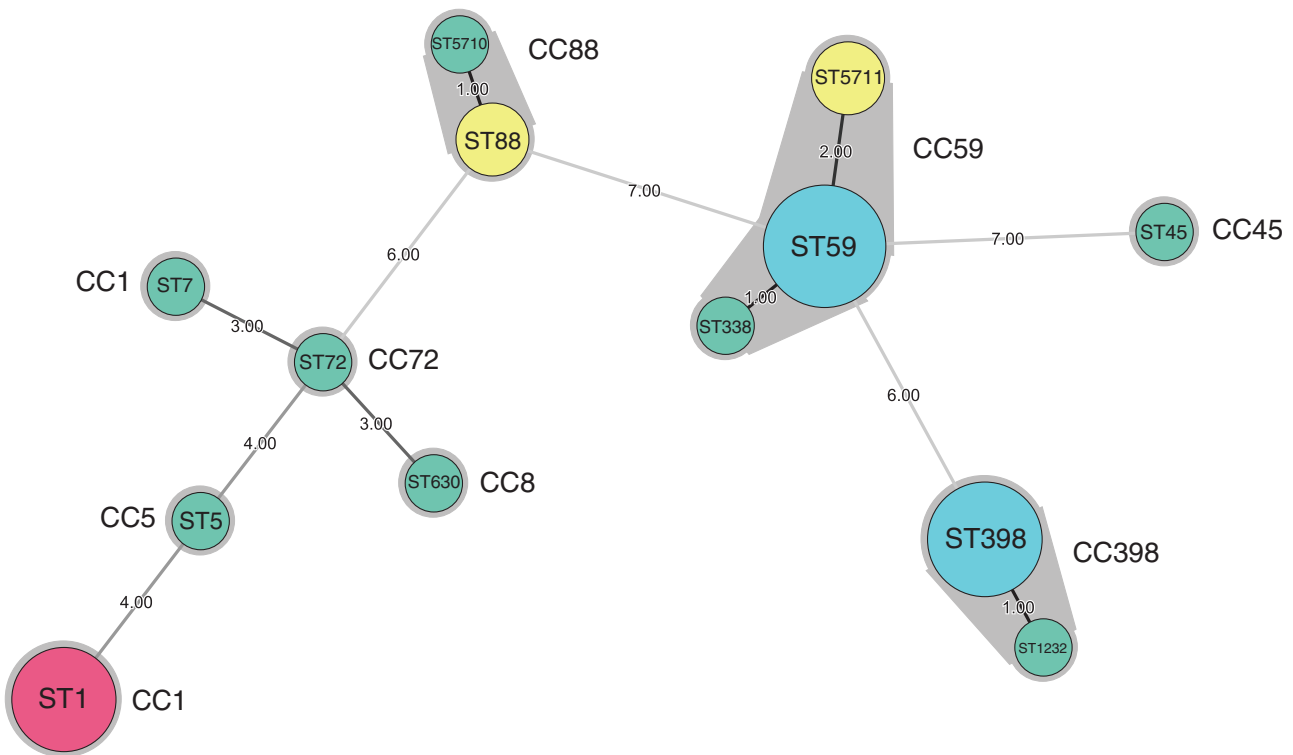 ST5710
CC88
1.00
ST88
ST5711
2.00
CC59
7.00
ST59
7.00
ST45
CC45
6.00
CC1
ST7
1.00
ST338
3.00
ST72
CC72
6.00
3.00
4.00
ST630
CC8
CC5
ST5
ST398
CC398
4.00
1.00
ST1232
ST1
CC1